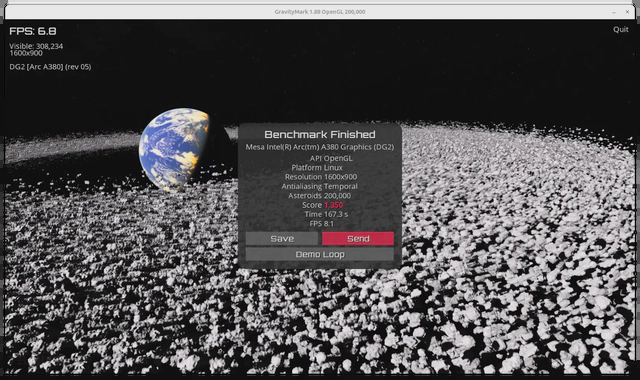 GravityMark 1.89 OpenGL 200,000
FPS: 6.8
Quit
Visible: 308,234
1600x900
DG2 [Arc A380] (rev 05)
Benchmark Finished
Mesa Intel(R) Arc(tm) A380 Graphics (DG2)
API OpenGL
Platform Linux
Resolution 1600x900
Antialiasing Temporal
Asteroids 200,000
Score 1,350
Time 167.3 s
FPS 8.1
Save Send
Demo Loop